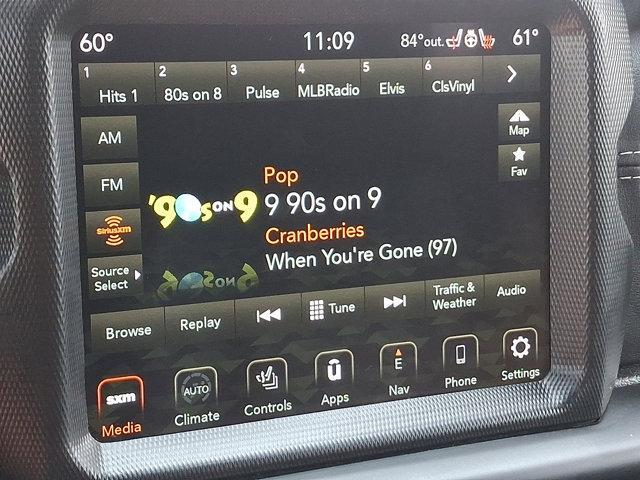 60° 11:09 84°out. 61°
1 Hits 1 2 80s on 8 3 Pulse 4 MLBRadio 5 Elvis 6 ClsVinyl
AM
Map
FM
Fav
Pop
'90s ON 9
9 90s on 9
SiriusXM
Cranberries
When You're Gone (97)
Source
Select
Browse Replay Tune Traffic & Weather Audio
sxm AUTO E
Media Climate Controls Apps Nav Phone Settings